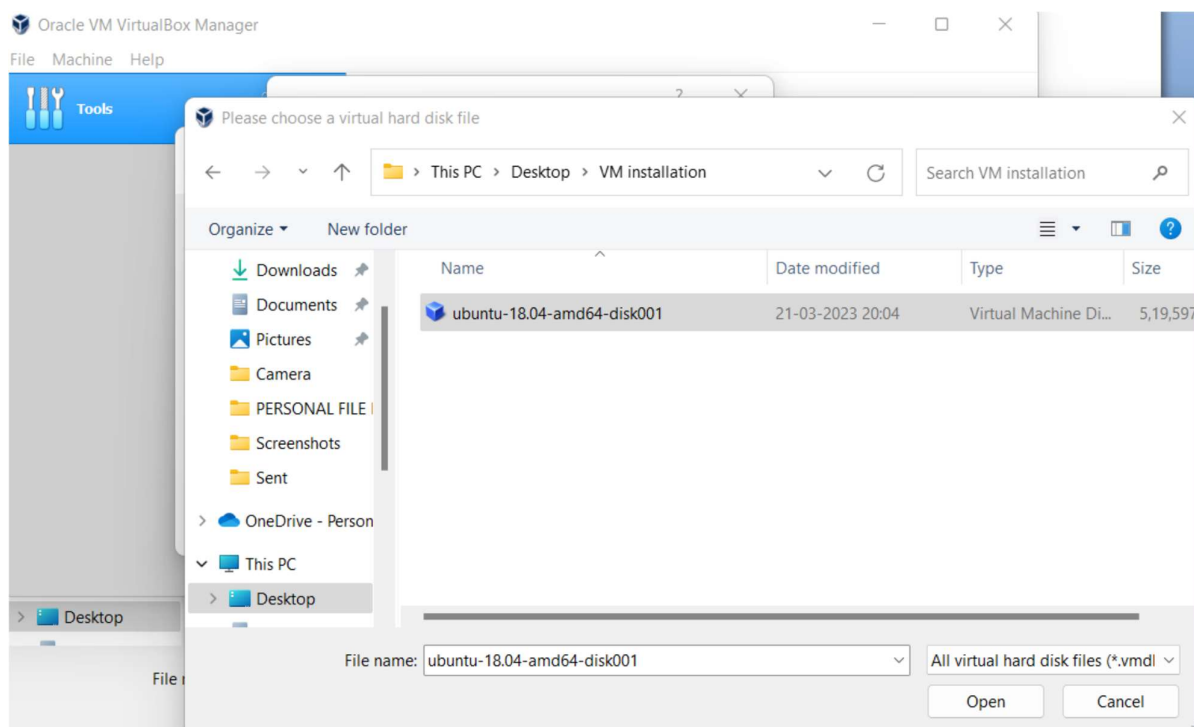 Oracle VM VirtualBox Manager
File Machine Help
Tools
?
Please choose a virtual hard disk file
This PC > Desktop > VM installation
Search VM installation
Organize
New folder
?
Name
Date modified
Type
Size
ubuntu-18.04-amd64-disk001
21-03-2023 20:04
Virtual Machine Di...
5,19,597
Downloads
Documents
Pictures
Camera
PERSONAL FILE
Screenshots
Sent
OneDrive - Person
This PC
Desktop
Desktop
File name:
ubuntu-18.04-amd64-disk001
All virtual hard disk files (*.vmd
File
Open
Cancel